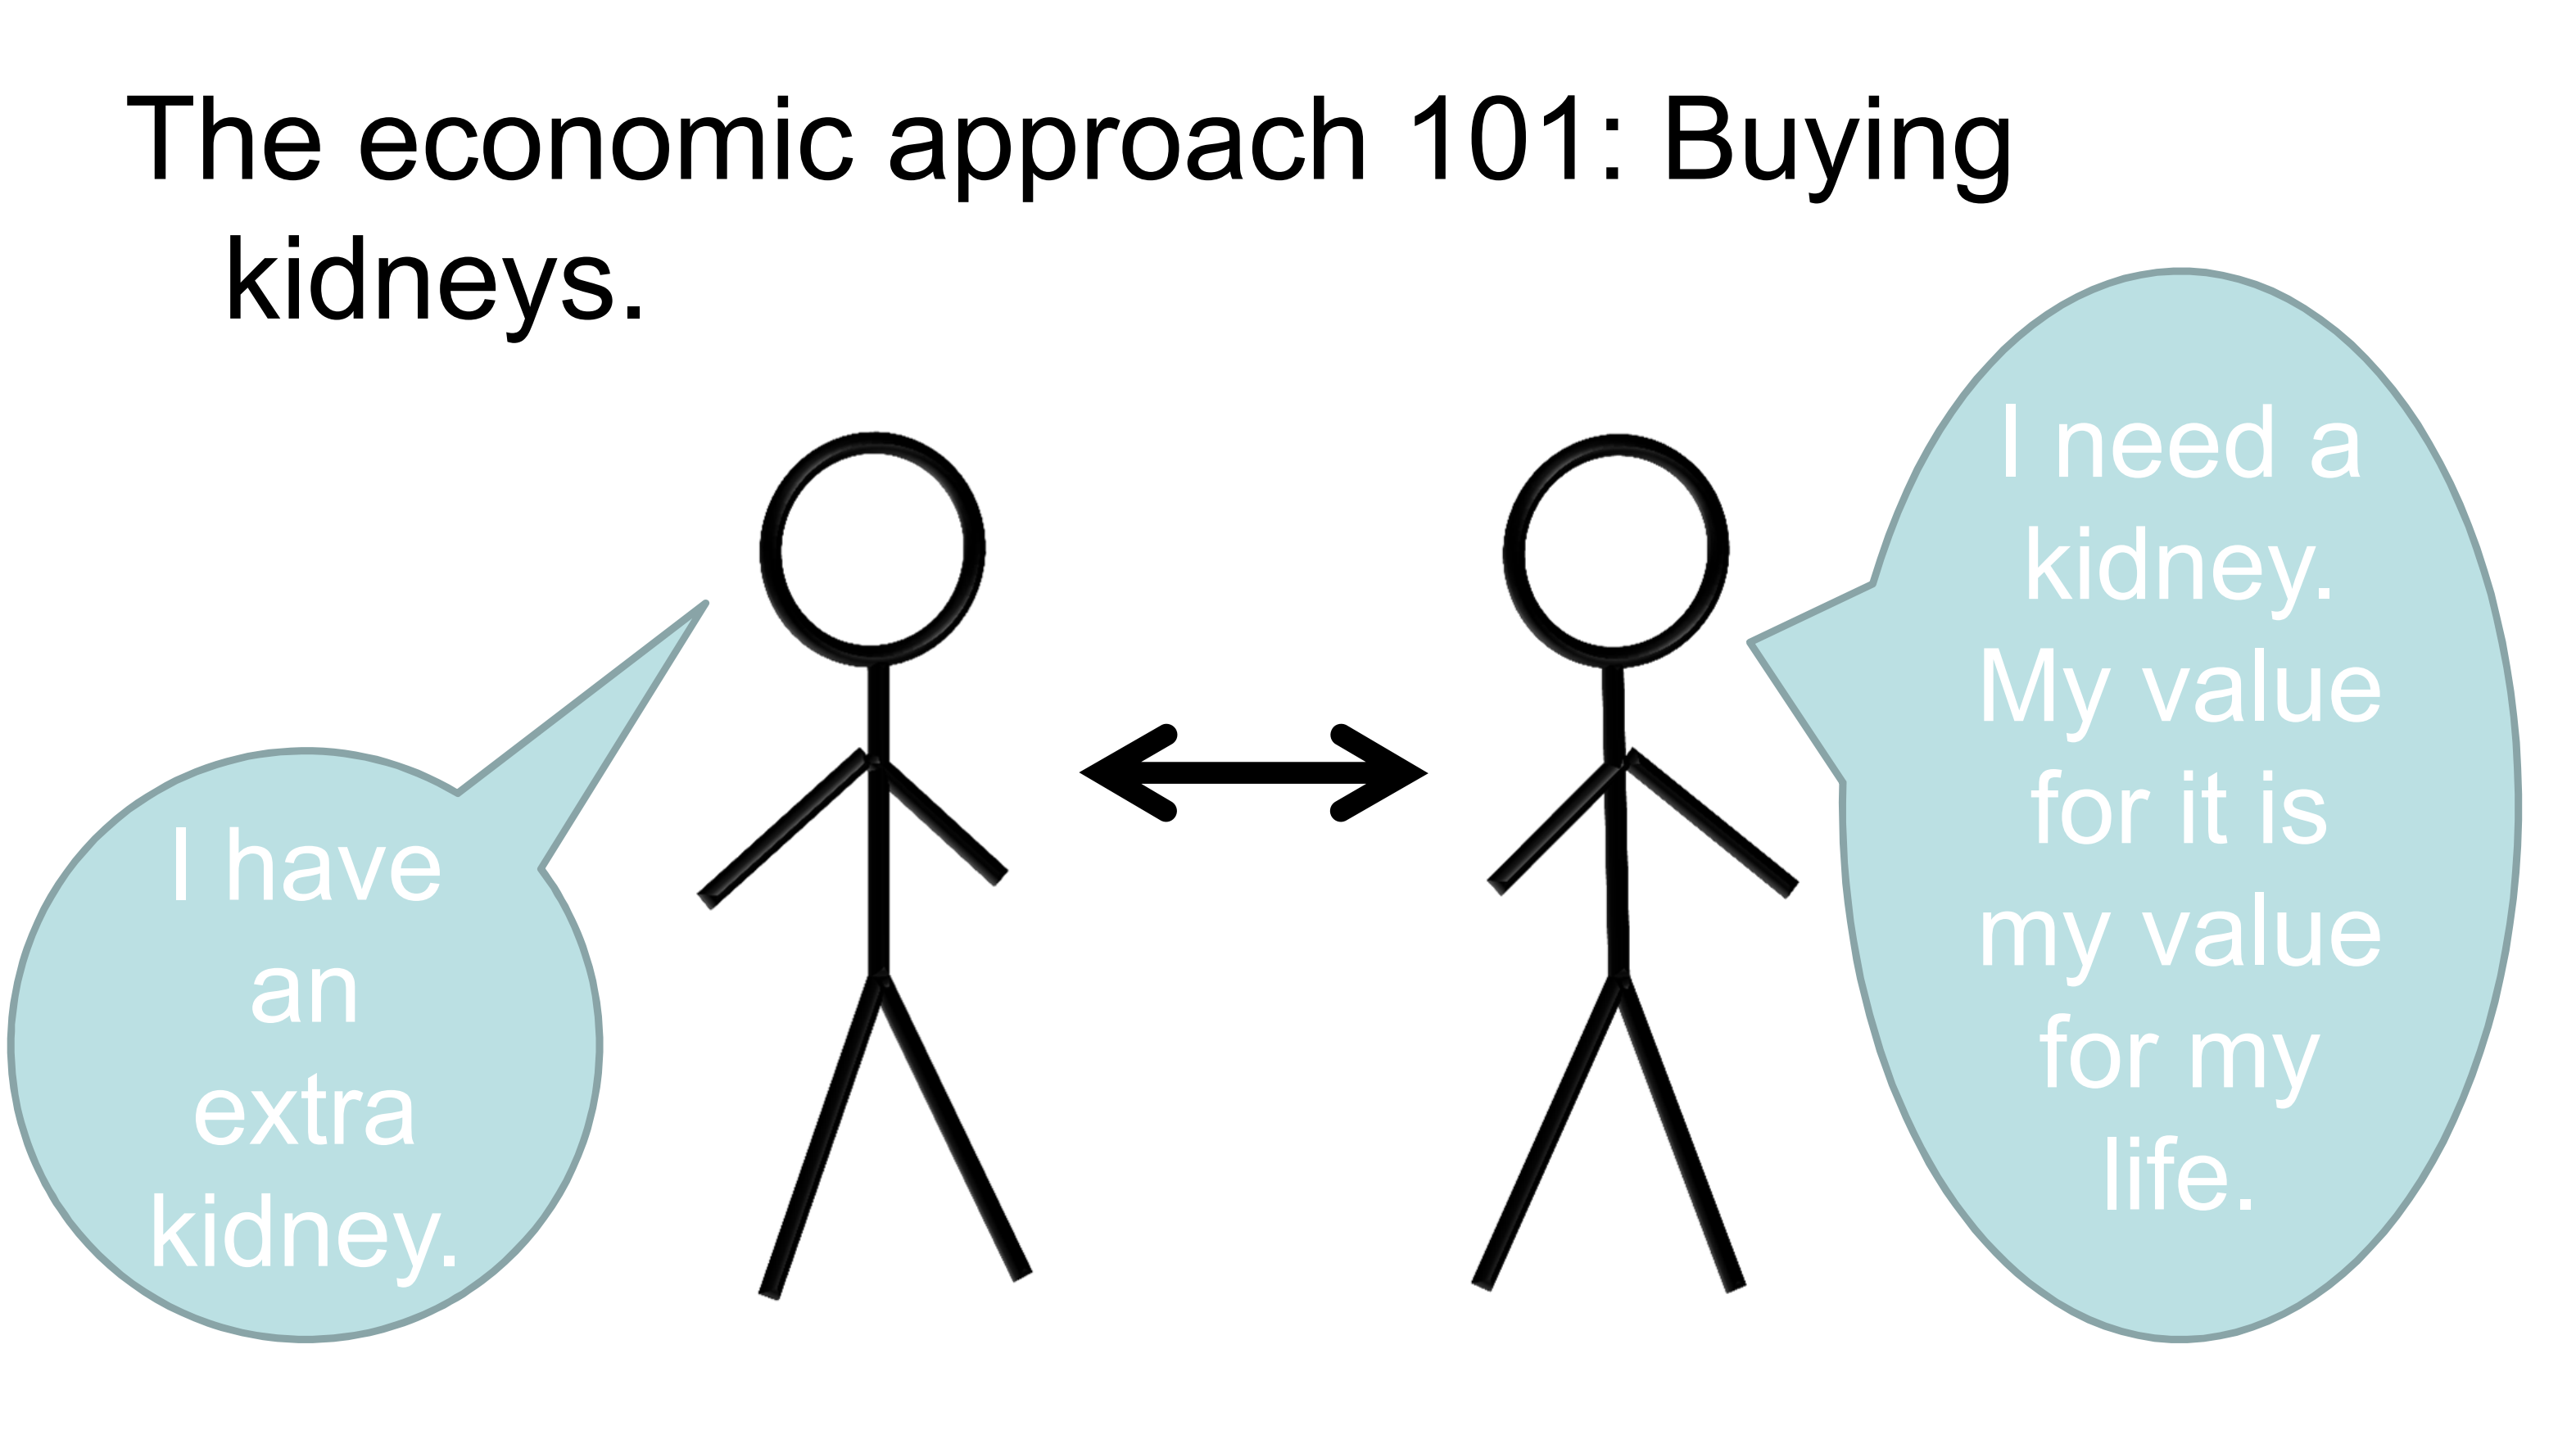 The economic approach 101: Buying
kidneys.
I have
an
extra
kidney.
I need a
kidney.
My value
for it is
my value
for my
life.